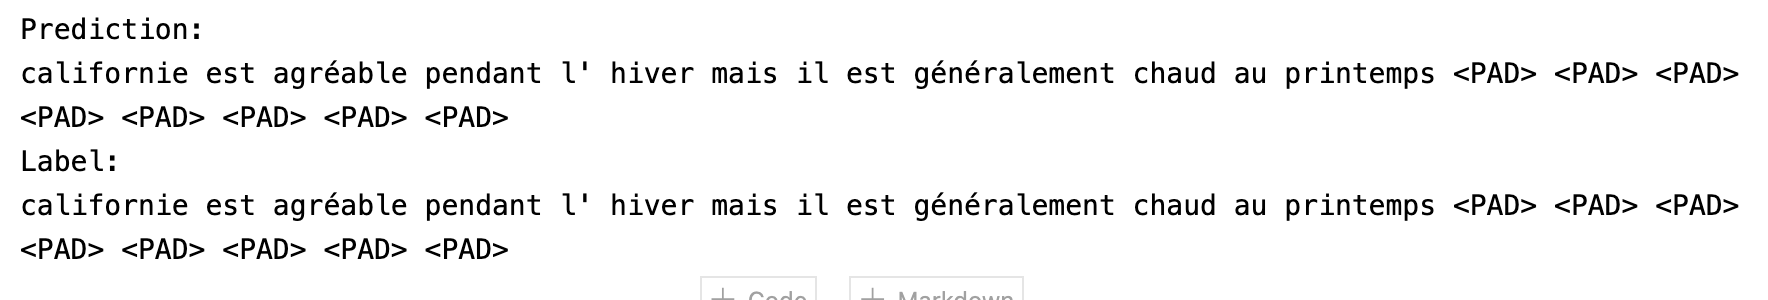 Prediction:
californie est agréable pendant l' hiver mais il est généralement chaud au printemps <PAD> <PAD> <PAD>
<PAD> <PAD> <PAD> <PAD> <PAD>
Label:
californie est agréable pendant l' hiver mais il est généralement chaud au printemps <PAD> <PAD> <PAD>
<PAD> <PAD> <PAD> <PAD> <PAD>
+ Code + Markdown